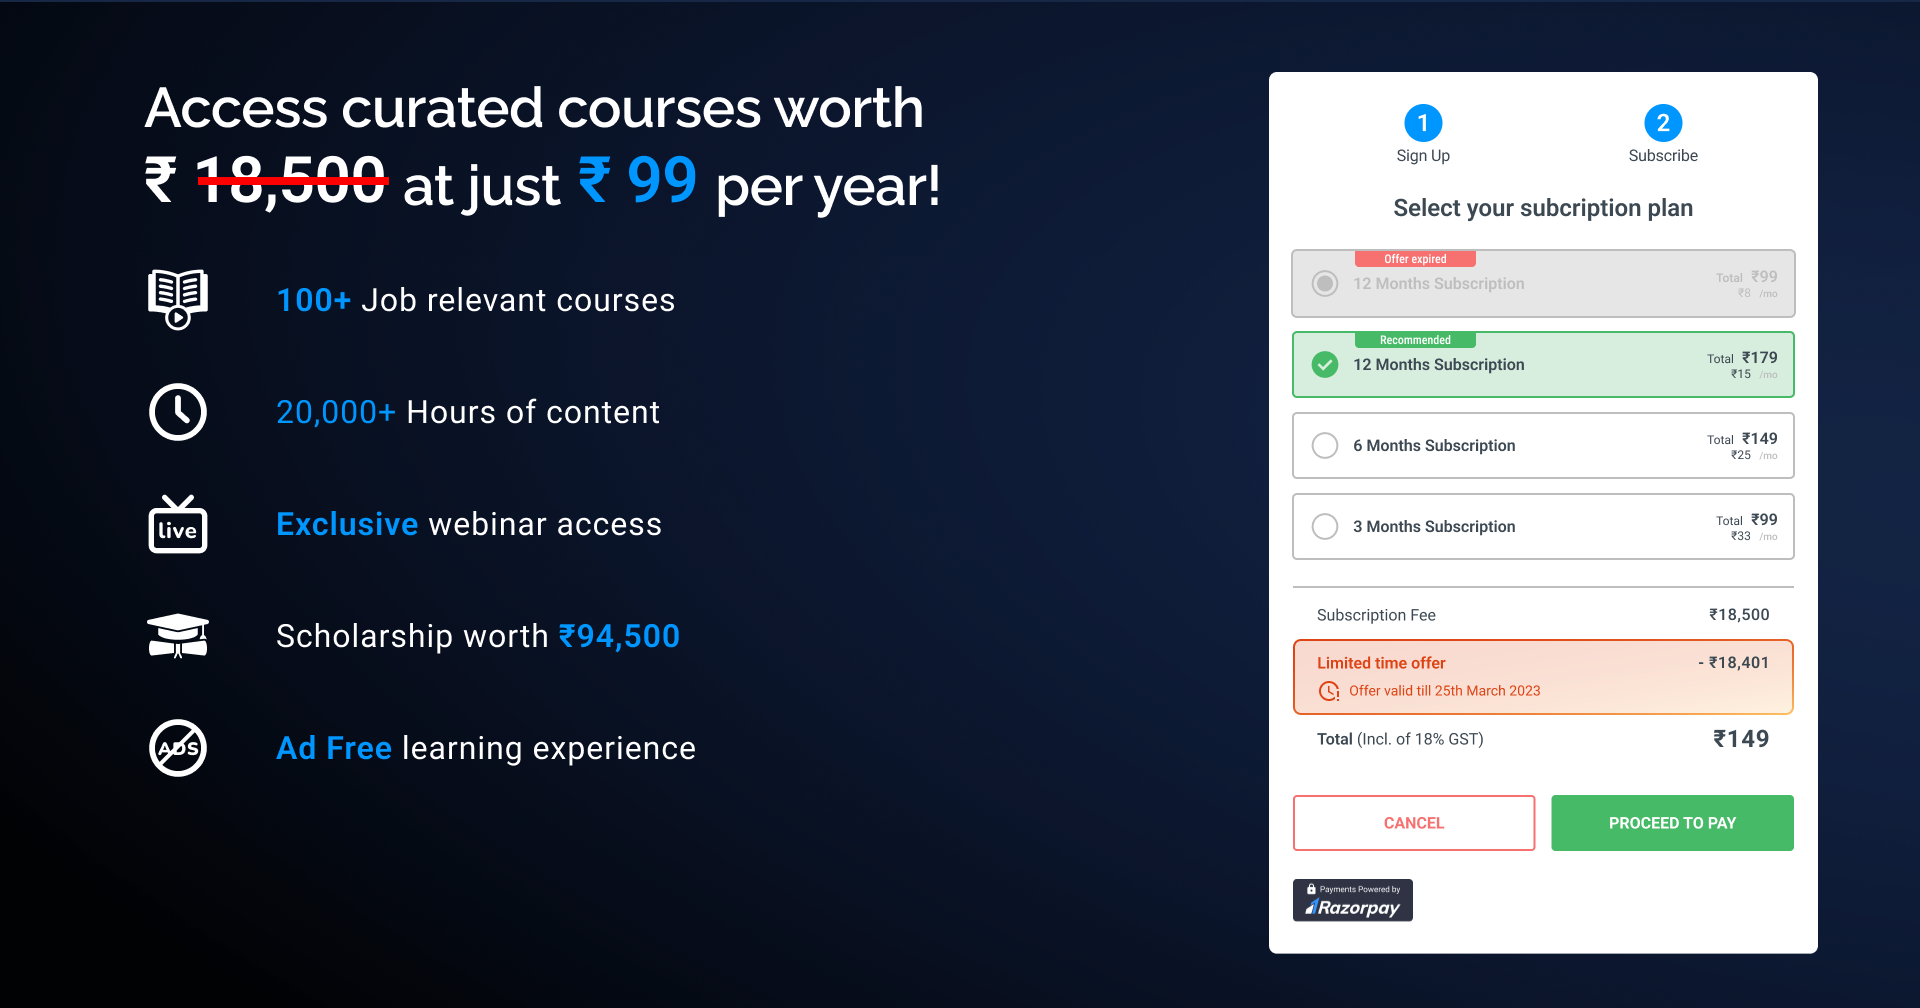 Access curated courses worth
₹ 18,500 at just ₹ 99 per year!
100+ Job relevant courses
20,000+ Hours of content
live
Exclusive webinar access
Scholarship worth ₹94,500
ADS
Ad Free learning experience
1
Sign Up
2
Subscribe
Select your subcription plan
Offer expired
12 Months Subscription
Total ₹99
₹8 /mo
Recommended
12 Months Subscription
Total ₹179
₹15 /mo
6 Months Subscription
Total ₹149
₹25 /mo
3 Months Subscription
Total ₹99
₹33 /mo
Subscription Fee ₹18,500
Limited time offer - ₹18,401
Offer valid till 25th March 2023
Total (Incl. of 18% GST) ₹149
CANCEL
PROCEED TO PAY
Payments Powered by
Razorpay